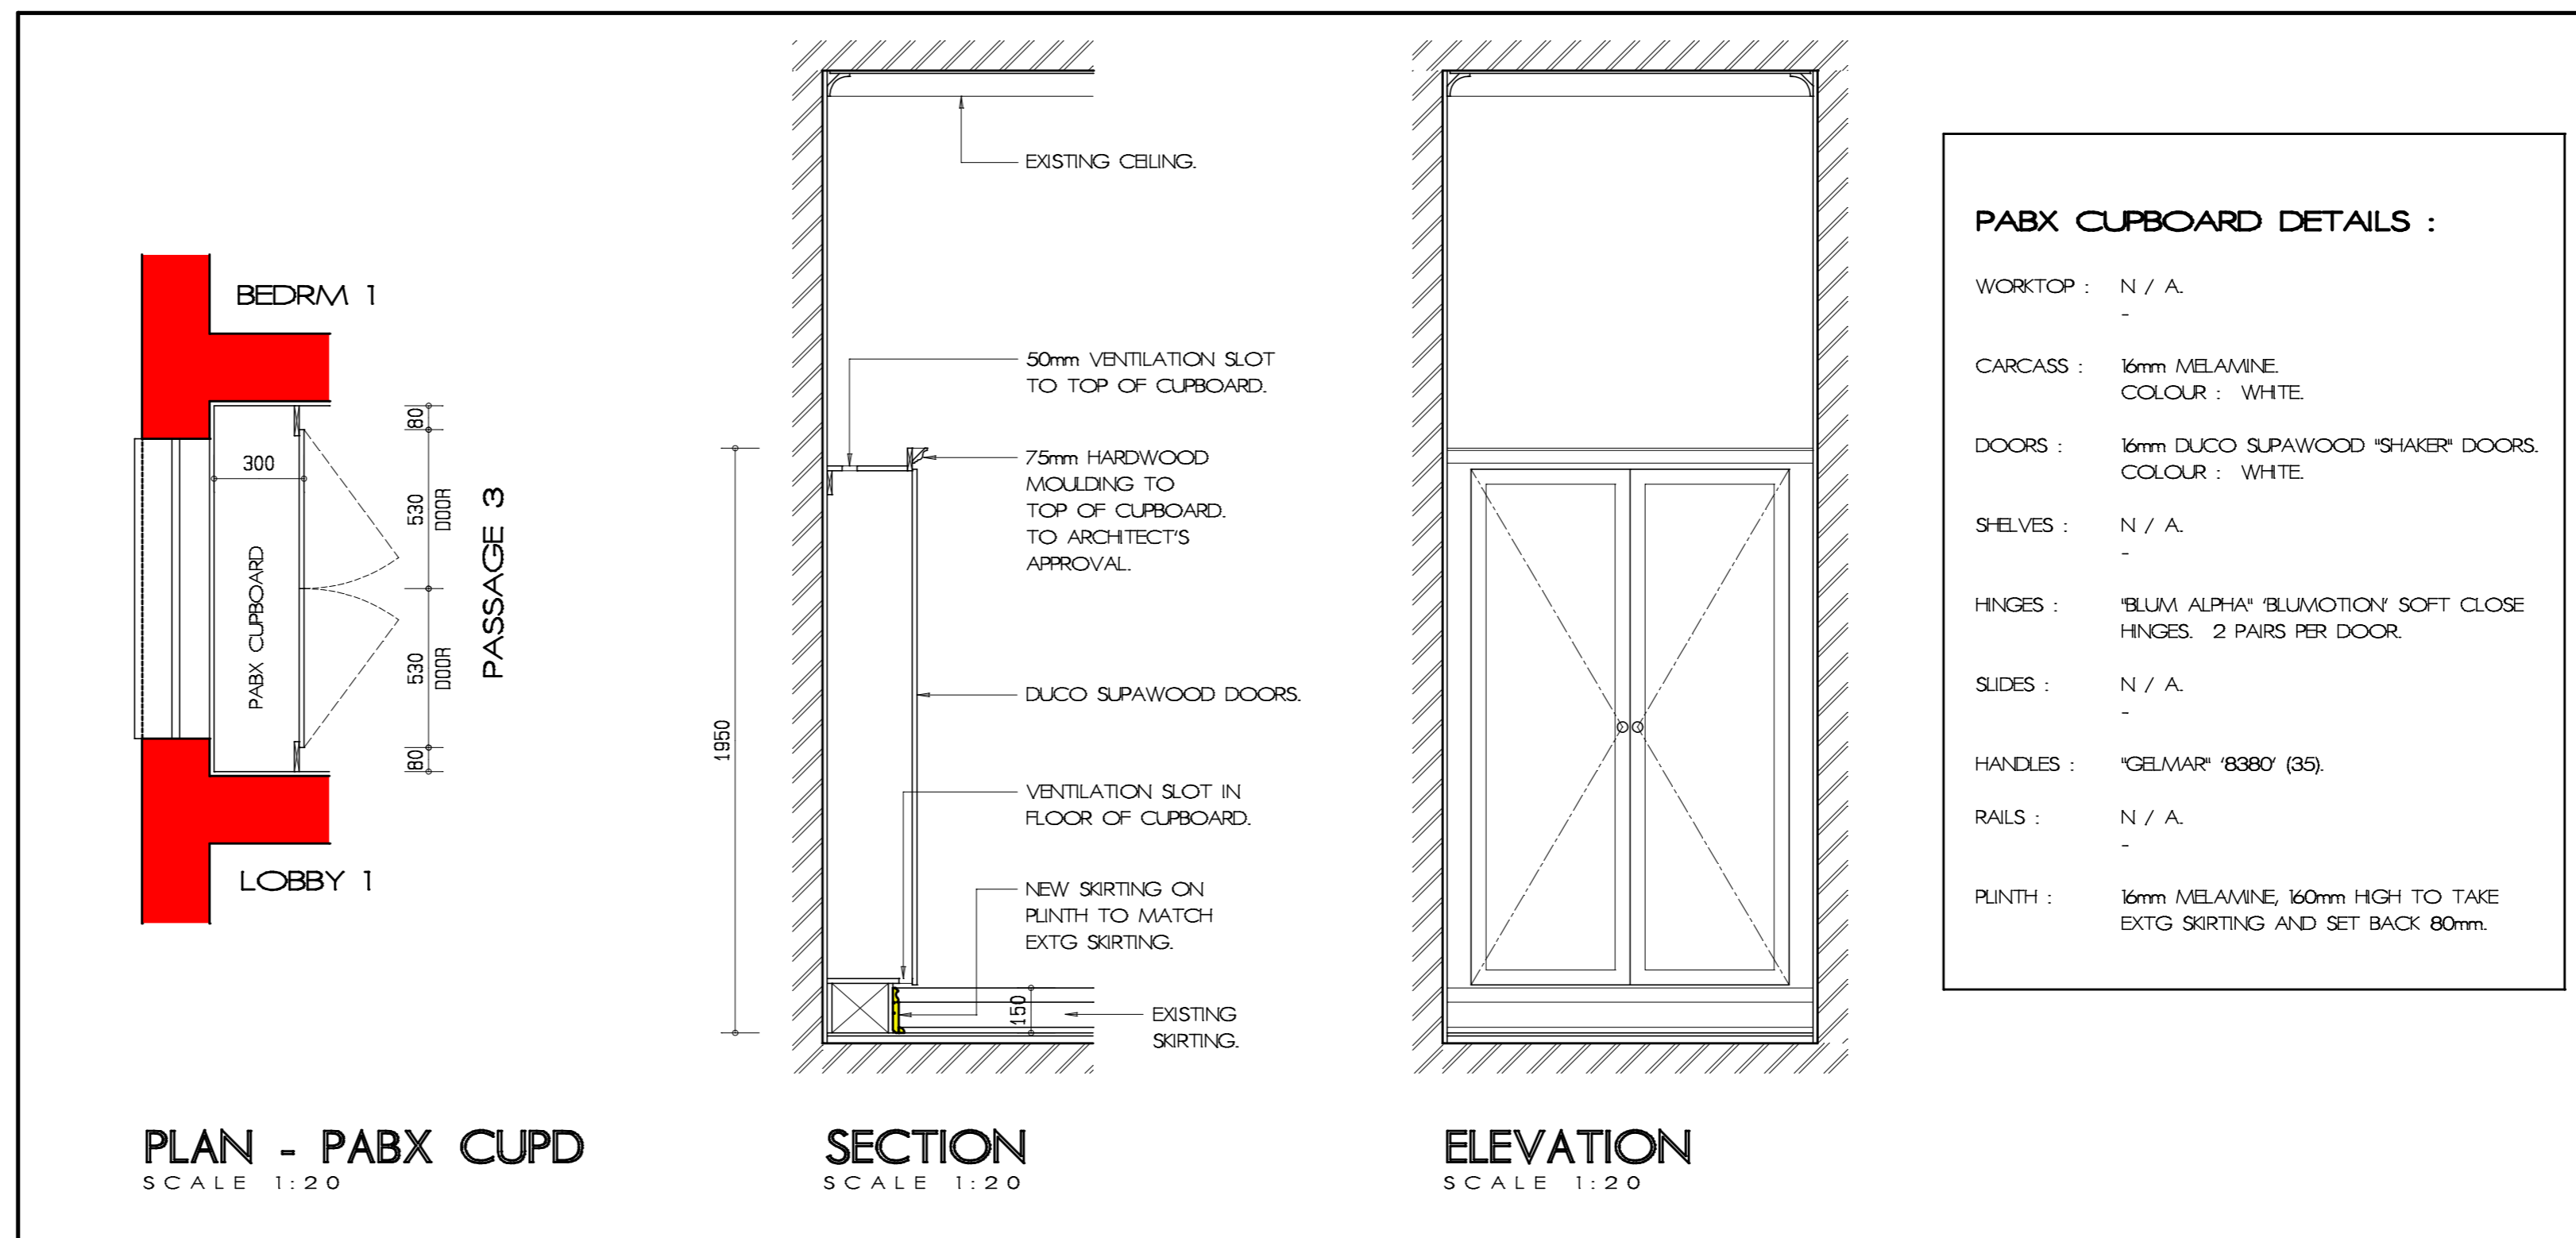 BEDRM 1
80
300
530
DOOR
PASSAGE 3
PABX CUPBOARD
530
DOOR
80
LOBBY 1
PLAN - PABX CUPD
SCALE 1:20
EXISTING CEILING.
50mm VENTILATION SLOT
TO TOP OF CUPBOARD.
75mm HARDWOOD
MOULDING TO
TOP OF CUPBOARD.
TO ARCHITECT'S
APPROVAL.
1950
DUCO SUPAWOOD DOORS.
VENTILATION SLOT IN
FLOOR OF CUPBOARD.
NEW SKIRTING ON
PLINTH TO MATCH
EXTG SKIRTING.
150
EXISTING
SKIRTING.
SECTION
SCALE 1:20
ELEVATION
SCALE 1:20
PABX CUPBOARD DETAILS :
WORKTOP : N / A.
-
CARCASS : 16mm MELAMINE.
COLOUR : WHITE.
DOORS : 16mm DUCO SUPAWOOD "SHAKER" DOORS.
COLOUR : WHITE.
SHELVES : N / A.
-
HINGES : "BLUM ALPHA" 'BLUMOTION' SOFT CLOSE
HINGES. 2 PAIRS PER DOOR.
SLIDES : N / A.
-
HANDLES : "GELMAR" '8380' (35).
RAILS : N / A.
-
PLINTH : 16mm MELAMINE, 160mm HIGH TO TAKE
EXTG SKIRTING AND SET BACK 80mm.